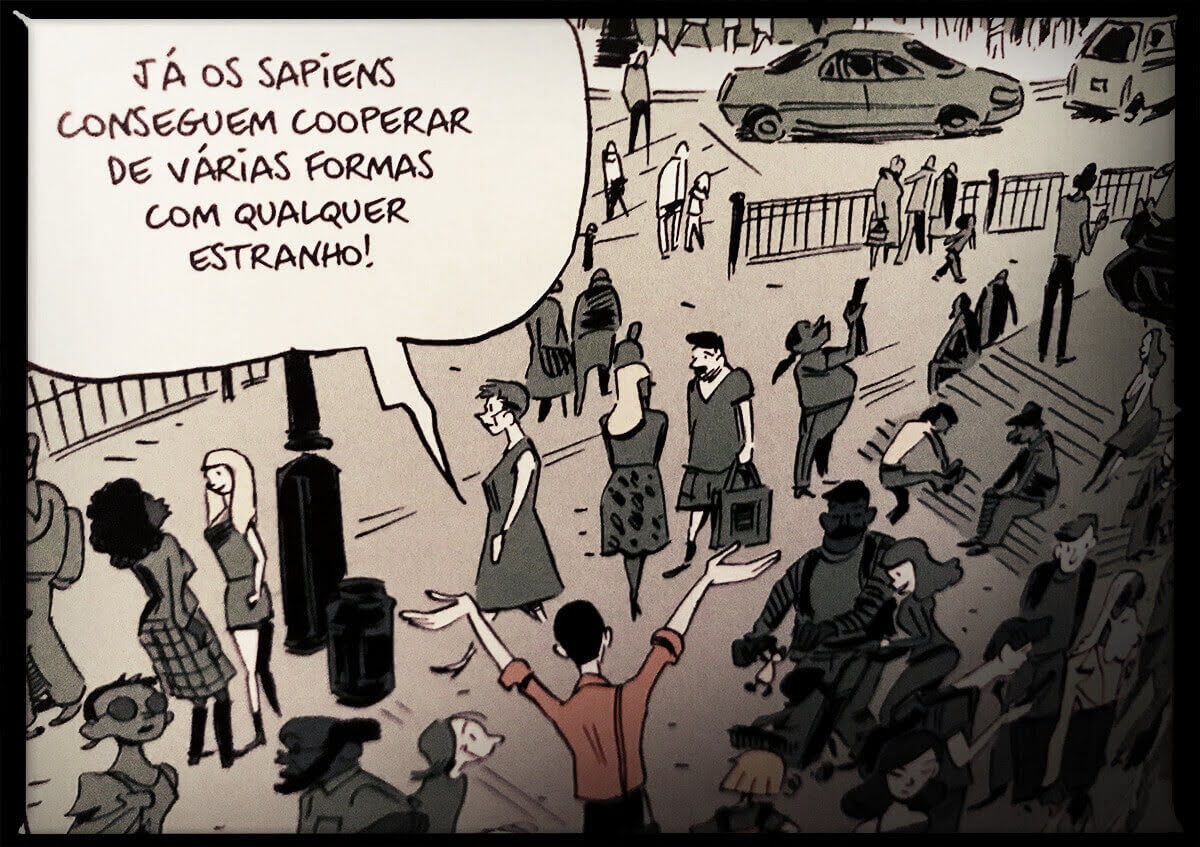 JÁ OS SAPIENS
CONSEGUEM COOPERAR
DE VÁRIAS FORMAS
COM QUALQUER
ESTRANHO!